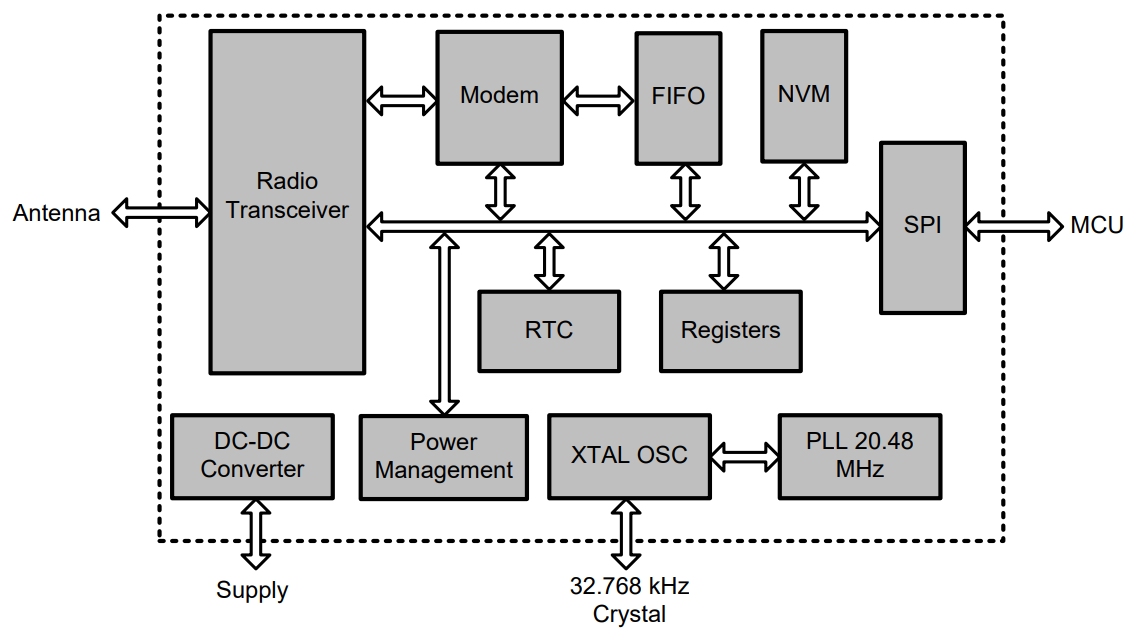 Modem
FIFO
NVM
Radio
Transceiver
Antenna
SPI
MCU
RTC
Registers
DC-DC
Converter
Power
Management
XTAL OSC
PLL 20.48
MHz
Supply
32.768 kHz
Crystal